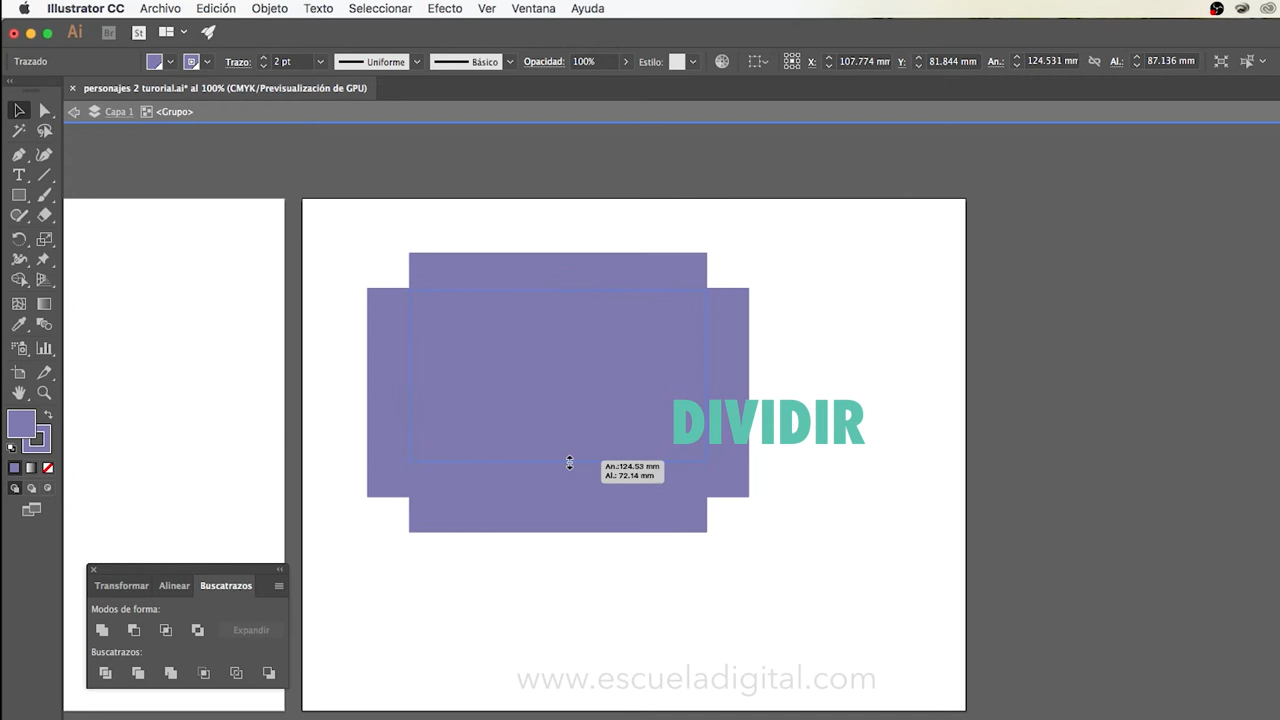 Illustrator CC Archivo Edición Objeto Texto Seleccionar Efecto Ver Ventana Ayuda
Ai Br St
Trazado Trazo: 2 pt Uniforme Básico Opacidad: 100% Estilo: X: 107.774 mm Y: 81.844 mm An.: 124.531 mm Al.: 87.136 mm
× personajes 2 turorial.ai* al 100% (CMYK/Previsualización de GPU)
Capa 1 <Grupo>
DIVIDIR
An.:124.53 mm
Al.: 72.14 mm
Transformar Alinear Buscatrazos
Modos de forma:
Expandir
Buscatrazos:
www.escueladigital.com